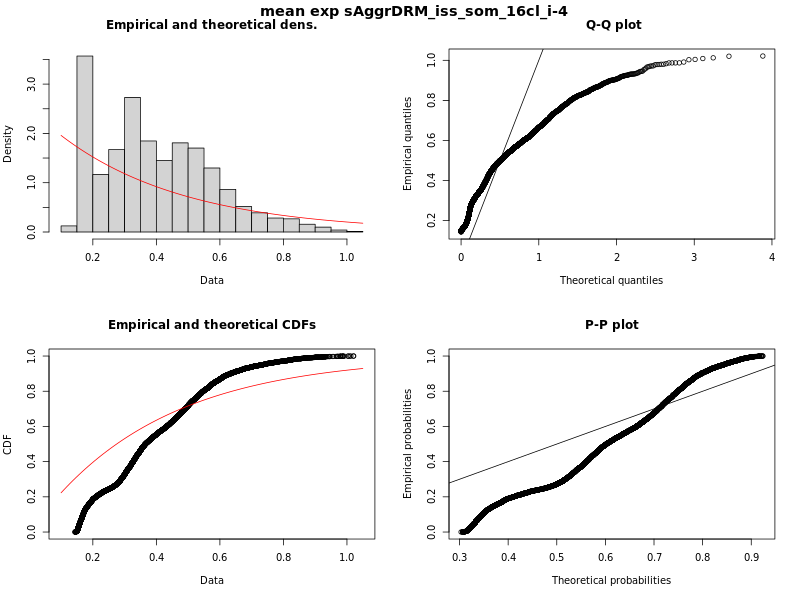 mean exp sAggrDRM_iss_som_16cl_i-4
Empirical and theoretical dens.
Density
0.0 1.0 2.0 3.0
0.2 0.4 0.6 0.8 1.0
Data
Q-Q plot
Empirical quantiles
0.2 0.4 0.6 0.8 1.0
0 1 2 3 4
Theoretical quantiles
Empirical and theoretical CDFs
CDF
0.0 0.2 0.4 0.6 0.8 1.0
0.2 0.4 0.6 0.8 1.0
Data
P-P plot
Empirical probabilities
0.0 0.2 0.4 0.6 0.8 1.0
0.3 0.4 0.5 0.6 0.7 0.8 0.9
Theoretical probabilities